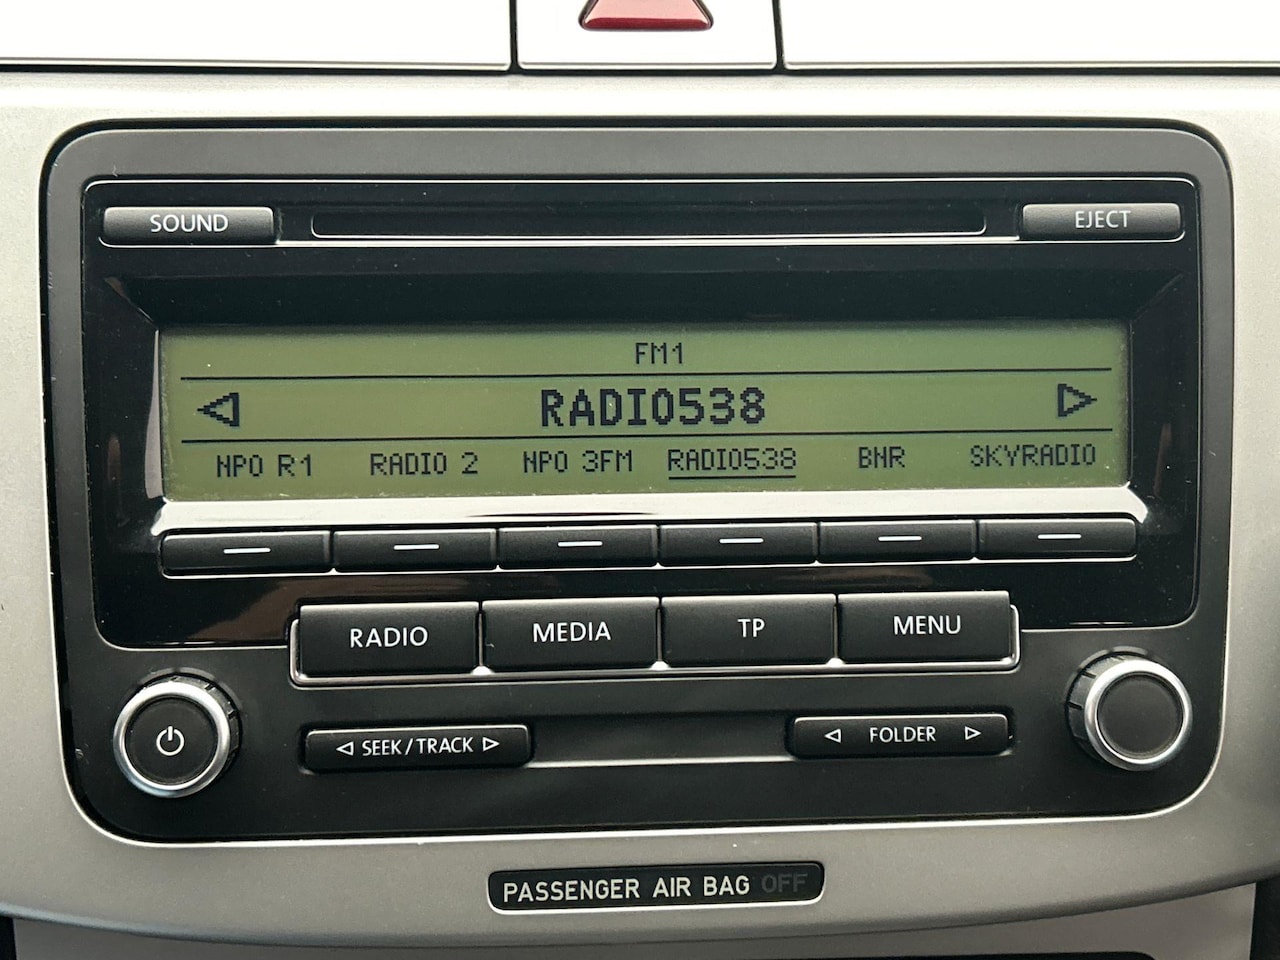 SOUND EJECT
FM1
RADIO538
NPO R1 RADIO 2 NPO 3FM RADIO538 BNR SKYRADIO
RADIO MEDIA TP MENU
SEEK/TRACK FOLDER
PASSENGER AIR BAG OFF